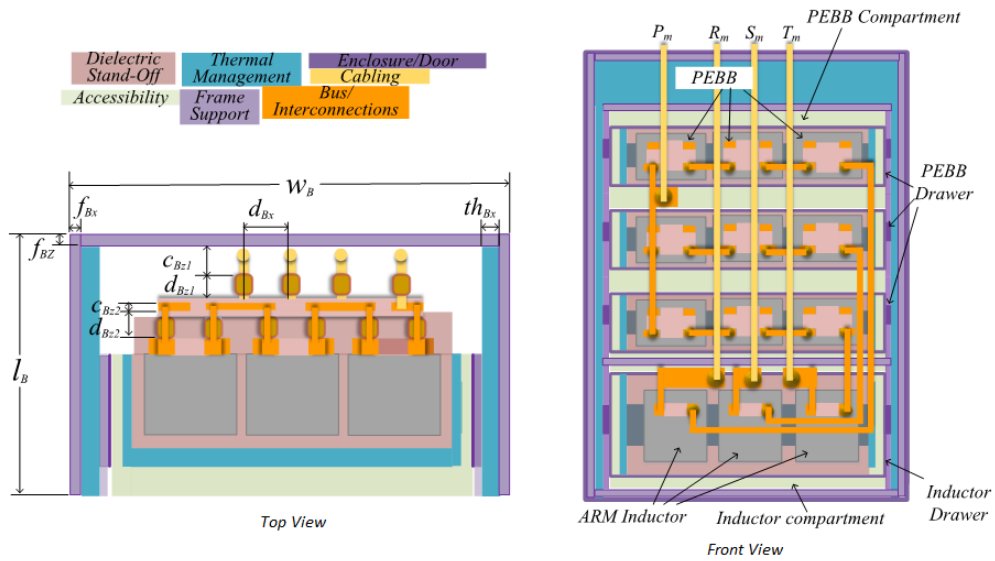 Dielectric
Stand-Off
Thermal
Management
Enclosure/Door
Cabling
Accessibility
Frame
Support
Bus/
Interconnections
w_B
f_Bx
d_Bx
th_Bx
f_BZ
c_Bz1
d_Bz1
c_Bz2
d_Bz2
l_B
Top View
P_m
R_m
S_m
T_m
PEBB Compartment
PEBB
PEBB
Drawer
ARM Inductor
Inductor compartment
Inductor
Drawer
Front View